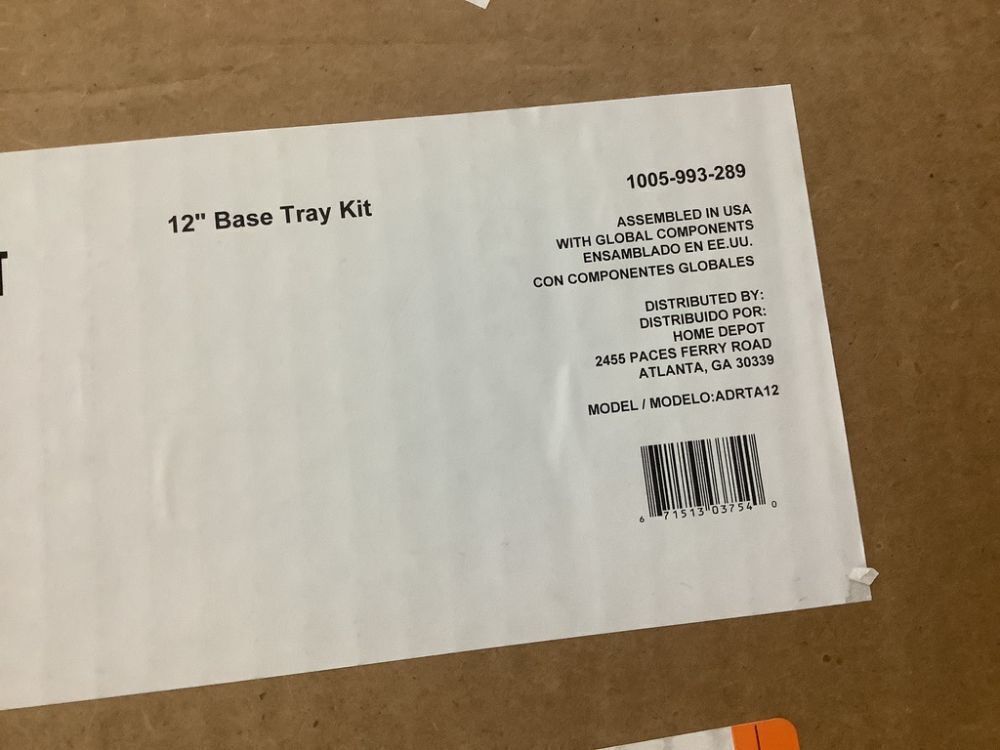 12" Base Tray Kit
1005-993-289
ASSEMBLED IN USA
WITH GLOBAL COMPONENTS
ENSAMBLADO EN EE.UU.
CON COMPONENTES GLOBALES
DISTRIBUTED BY:
DISTRIBUIDO POR:
HOME DEPOT
2455 PACES FERRY ROAD
ATLANTA, GA 30339
MODEL / MODELO:ADRTA12
6 71513 03754 0